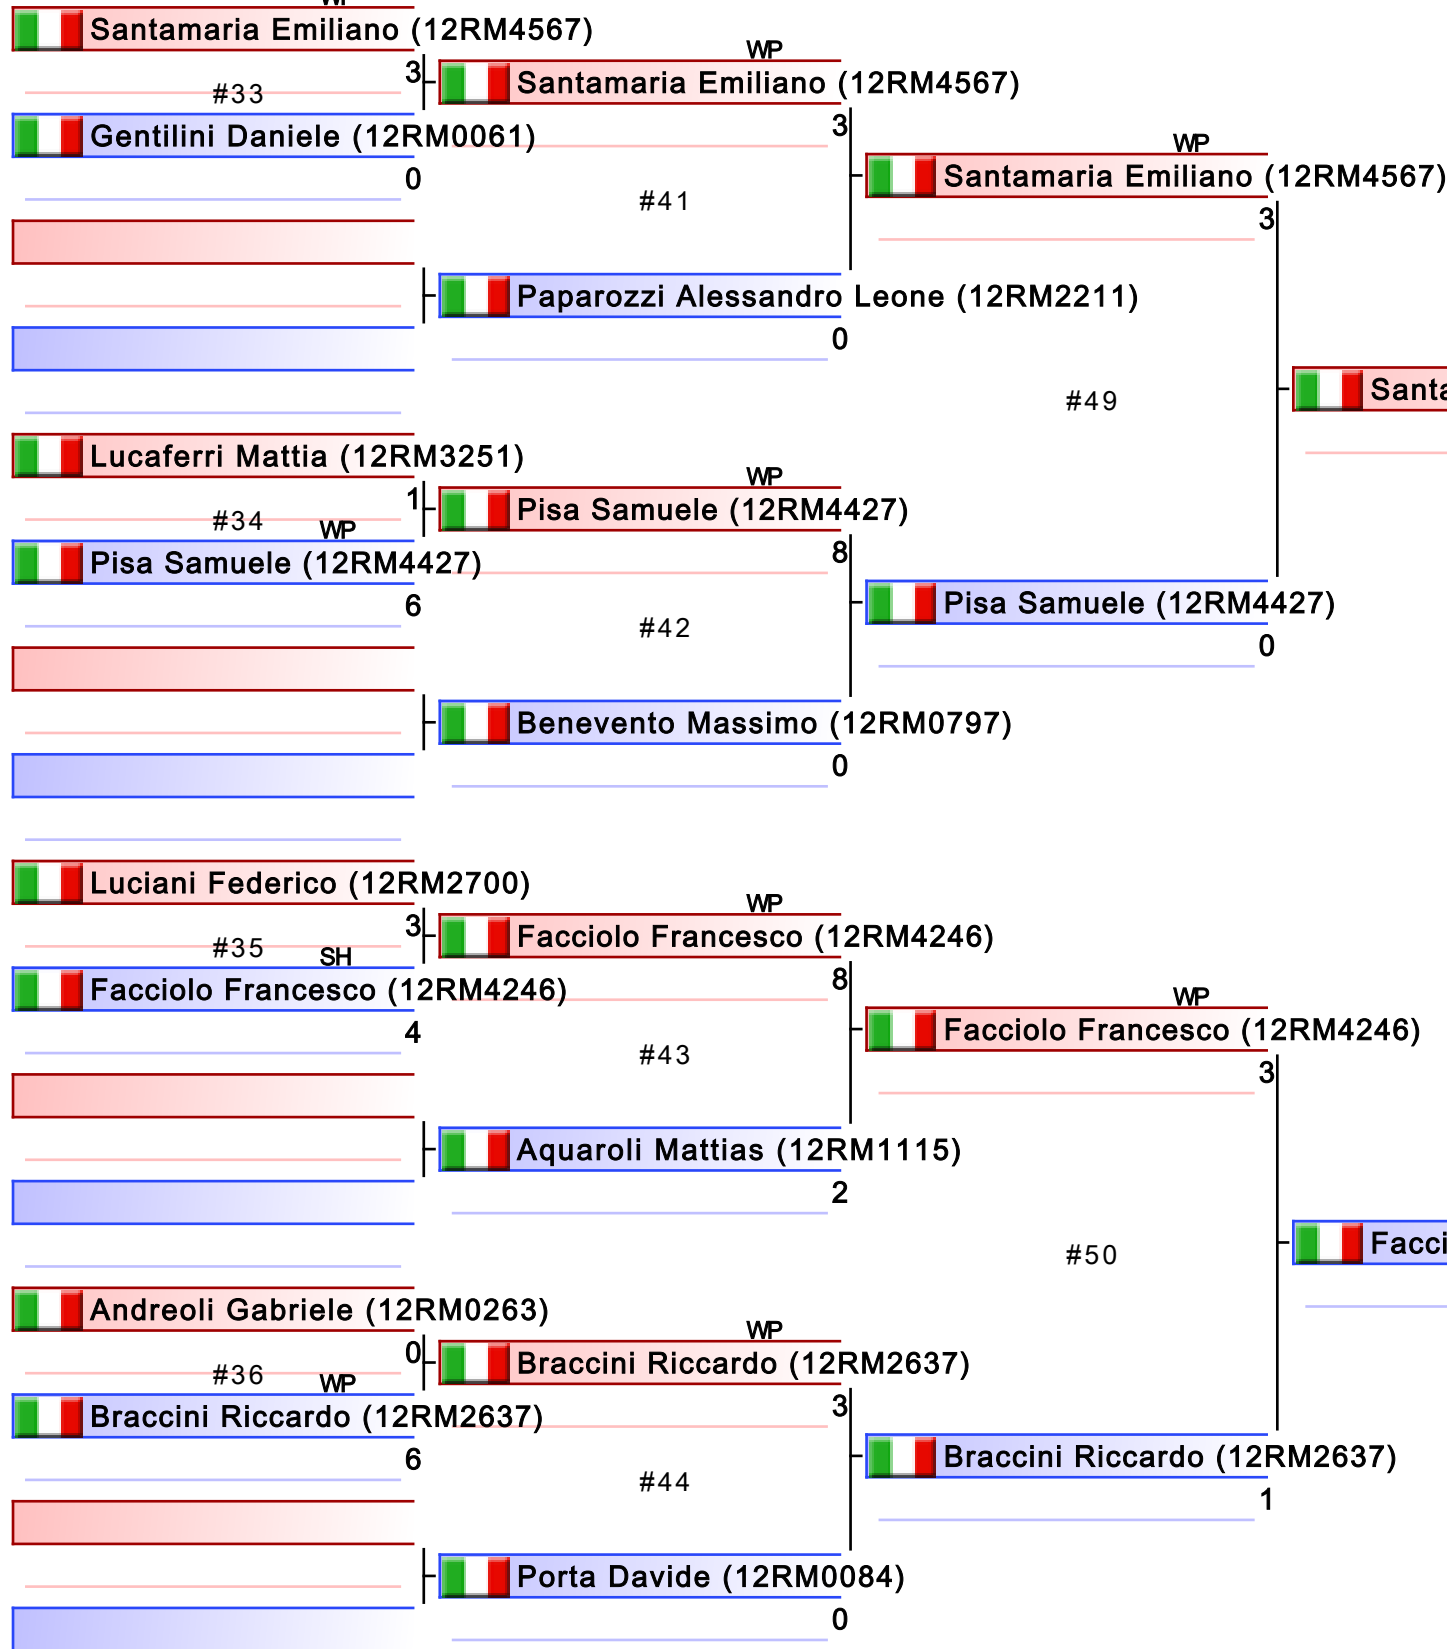 WP
Santamaria Emiliano (12RM4567)
3
#33
Gentilini Daniele (12RM0061)
0
Lucaferri Mattia (12RM3251)
1
#34
WP
Pisa Samuele (12RM4427)
6
Luciani Federico (12RM2700)
3
#35
SH
Facciolo Francesco (12RM4246)
4
Andreoli Gabriele (12RM0263)
0
#36
WP
Braccini Riccardo (12RM2637)
6
WP
Santamaria Emiliano (12RM4567)
3
#41
Paparozzi Alessandro Leone (12RM2211)
0
WP
Pisa Samuele (12RM4427)
8
#42
Benevento Massimo (12RM0797)
0
WP
Facciolo Francesco (12RM4246)
8
#43
Aquaroli Mattias (12RM1115)
2
WP
Braccini Riccardo (12RM2637)
3
#44
Porta Davide (12RM0084)
0
WP
Santamaria Emiliano (12RM4567)
3
#49
Pisa Samuele (12RM4427)
0
WP
Facciolo Francesco (12RM4246)
3
#50
Braccini Riccardo (12RM2637)
1
Santa
Facci